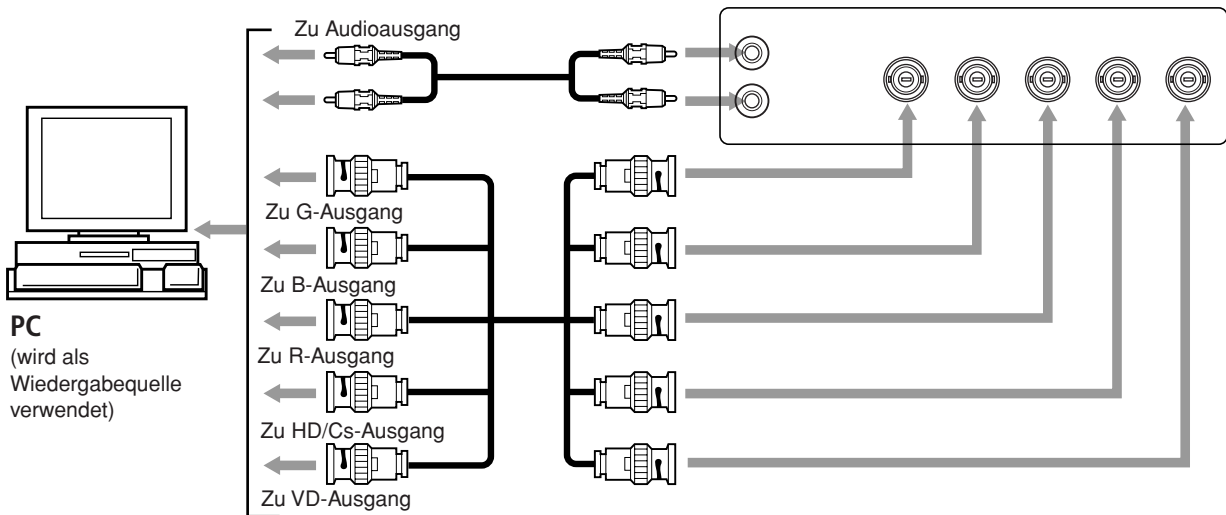 Zu Audioausgang
Zu G-Ausgang
Zu B-Ausgang
PC
(wird als
Wiedergabequelle
verwendet)
Zu R-Ausgang
Zu HD/Cs-Ausgang
Zu VD-Ausgang